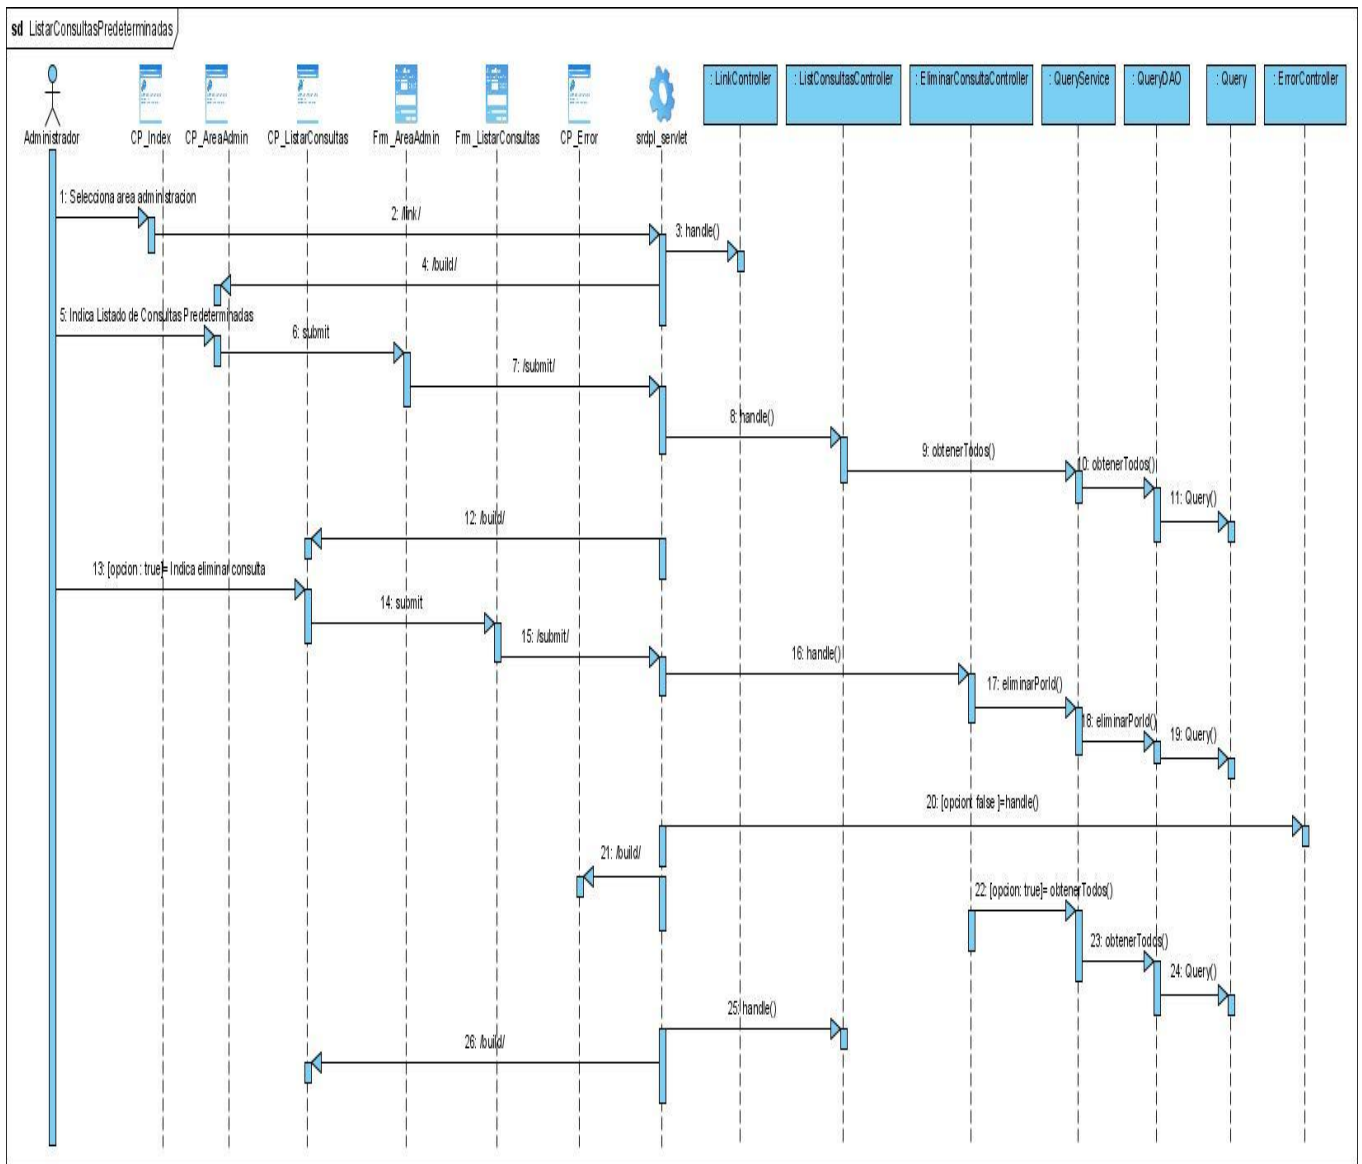 sd ListarConsultasPredeterminadas
Administrador
CP_Index
CP_AreaAdmin
CP_ListarConsultas
Frm_AreaAdmin
Frm_ListarConsultas
CP_Error
srdpl_servlet
: LinkController
: ListConsultasController
: EliminarConsultaController
: QueryService
: QueryDAO
: Query
: ErrorController
1: Selecciona area administracion
2: /link/
3: handle()
4: /build/
5: Indica Listado de Consultas Predeterminadas
6: submit
7: /submit/
8: handle()
9: obtenerTodos()
10: obtenerTodos()
11: Query()
12: /build/
13: [opcion : true]= Indica eliminar consulta
14: submit
15: /submit/
16: handle()
17: eliminarPorId()
18: eliminarPorId()
19: Query()
20: [opcion: false ]=handle()
21: /build/
22: [opcion: true]= obtenerTodos()
23: obtenerTodos()
24: Query()
25: handle()
26: /build/